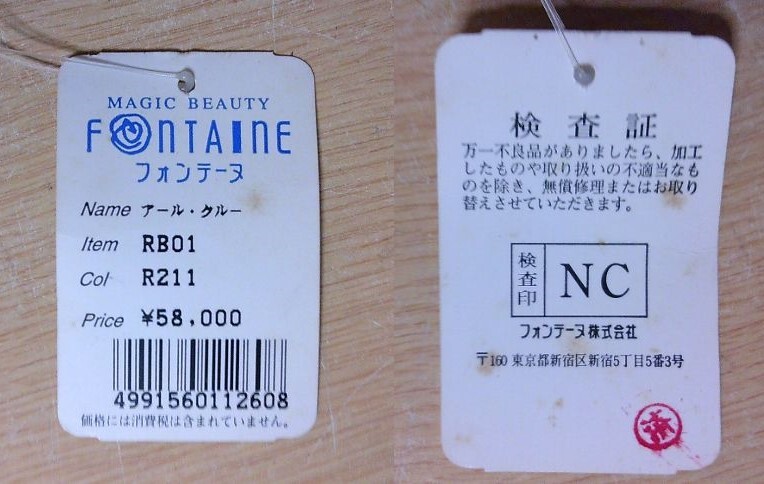 MAGIC BEAUTY
FONTAINE
フォンテーヌ
Name アール・クルー
Item RB01
Col R211
Price ¥58,000
4991560112608
価格には消費税は含まれていません。
検査証
万一不良品がありましたら、加工
したものや取り扱いの不適当なも
のを除き、無償修理またはお取り
替えさせていただきます。
検査印 NC
フォンテーヌ株式会社
〒160 東京都新宿区新宿5丁目5番3号